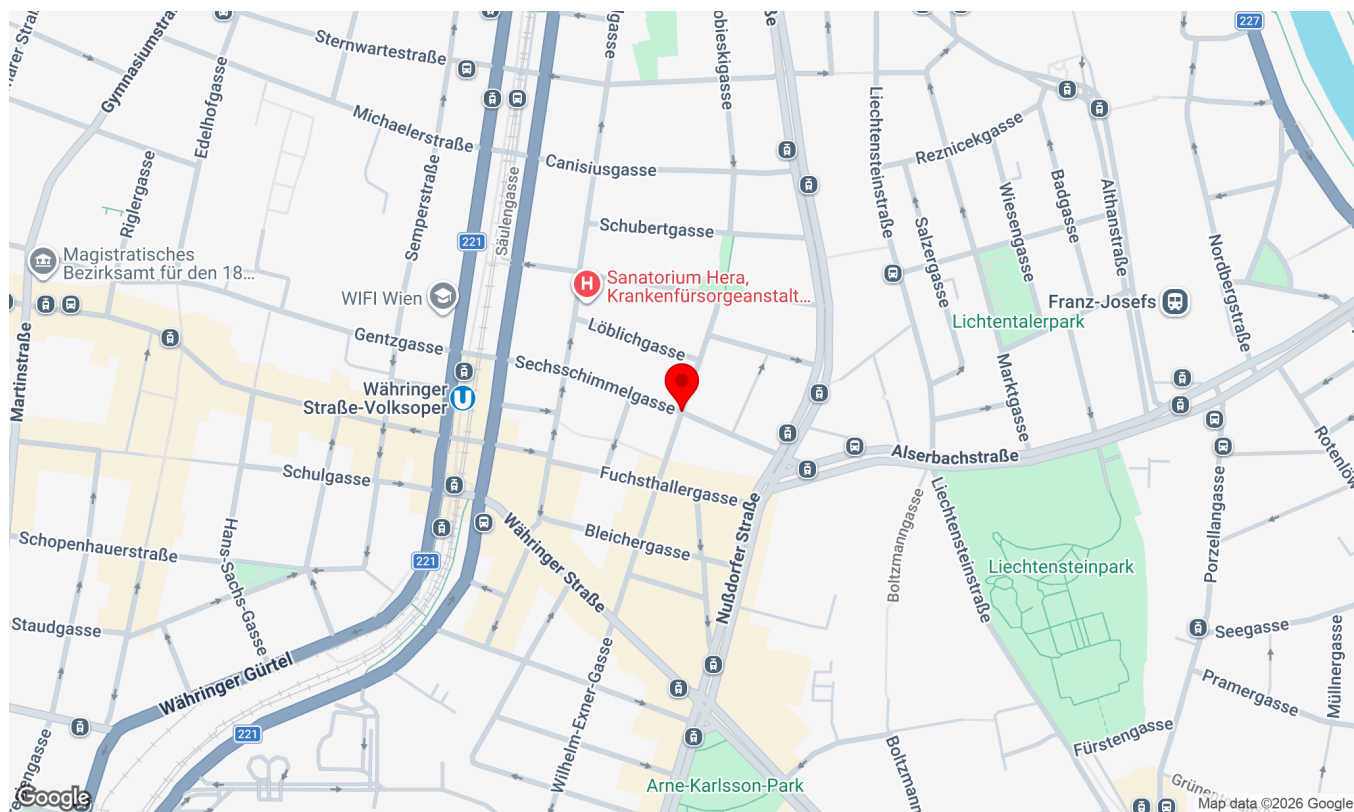 Sternwartestraße
Gymnasiumstraße
Edelhofgasse
Michaelerstraße
Säulengasse
Canisiusgasse
Liechtensteinstraße
Reznicekgasse
Badgasse
Althanstraße
227
Riglergasse
Semperstraße
Schubertgasse
Salzergasse
Wiesengasse
Nordbergstraße
221
Magistratisches
Bezirksamt für den 18...
WIFI Wien
H
Sanatorium Hera,
Krankenfürsorgeanstalt...
Franz-Josefs
Lichtentalerpark
Martinstraße
Gentzgasse
Löblichgasse
Sechsschimmelgasse
Marktgasse
Währinger
Straße-Volksoper
U
Alserbachstraße
Schulgasse
Fuchsthallergasse
Liechtensteinstraße
Porzellangasse
Schopenhauerstraße
Hans-Sachs-Gasse
Währinger Straße
Bleichergasse
Nußdorfer Straße
Boltzmanngasse
221
Liechtensteinpark
Staudgasse
Währinger Gürtel
Wilhelm-Exner-Gasse
Seegasse
Pramergasse
Müllnergasse
221
Fürstengasse
Arne-Karlsson-Park
Google
Map data ©2026 Google